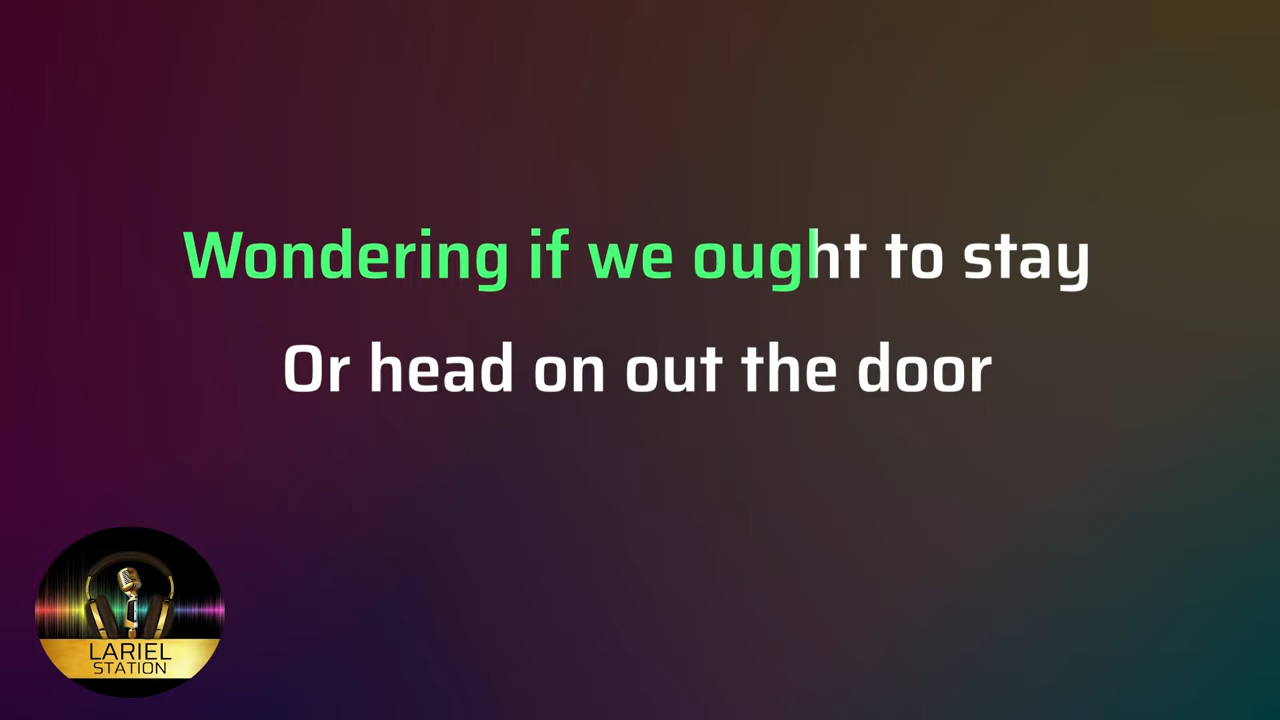 Wondering if we ought to stay
Or head on out the door
LARIEL
STATION